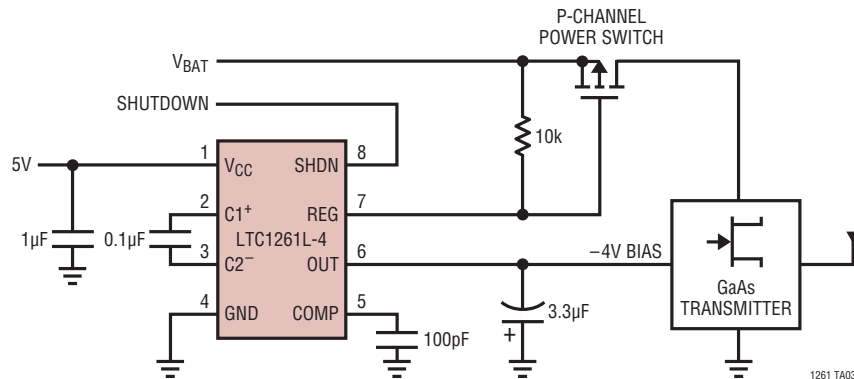 P-CHANNEL
POWER SWITCH
VBAT
SHUTDOWN
10k
5V
1
VCC
SHDN
8
2
C1+
REG
7
1µF
0.1µF
LTC1261L-4
3
C2−
OUT
6
−4V BIAS
4
GND
COMP
5
100pF
3.3µF
+
GaAs
TRANSMITTER
1261 TA03